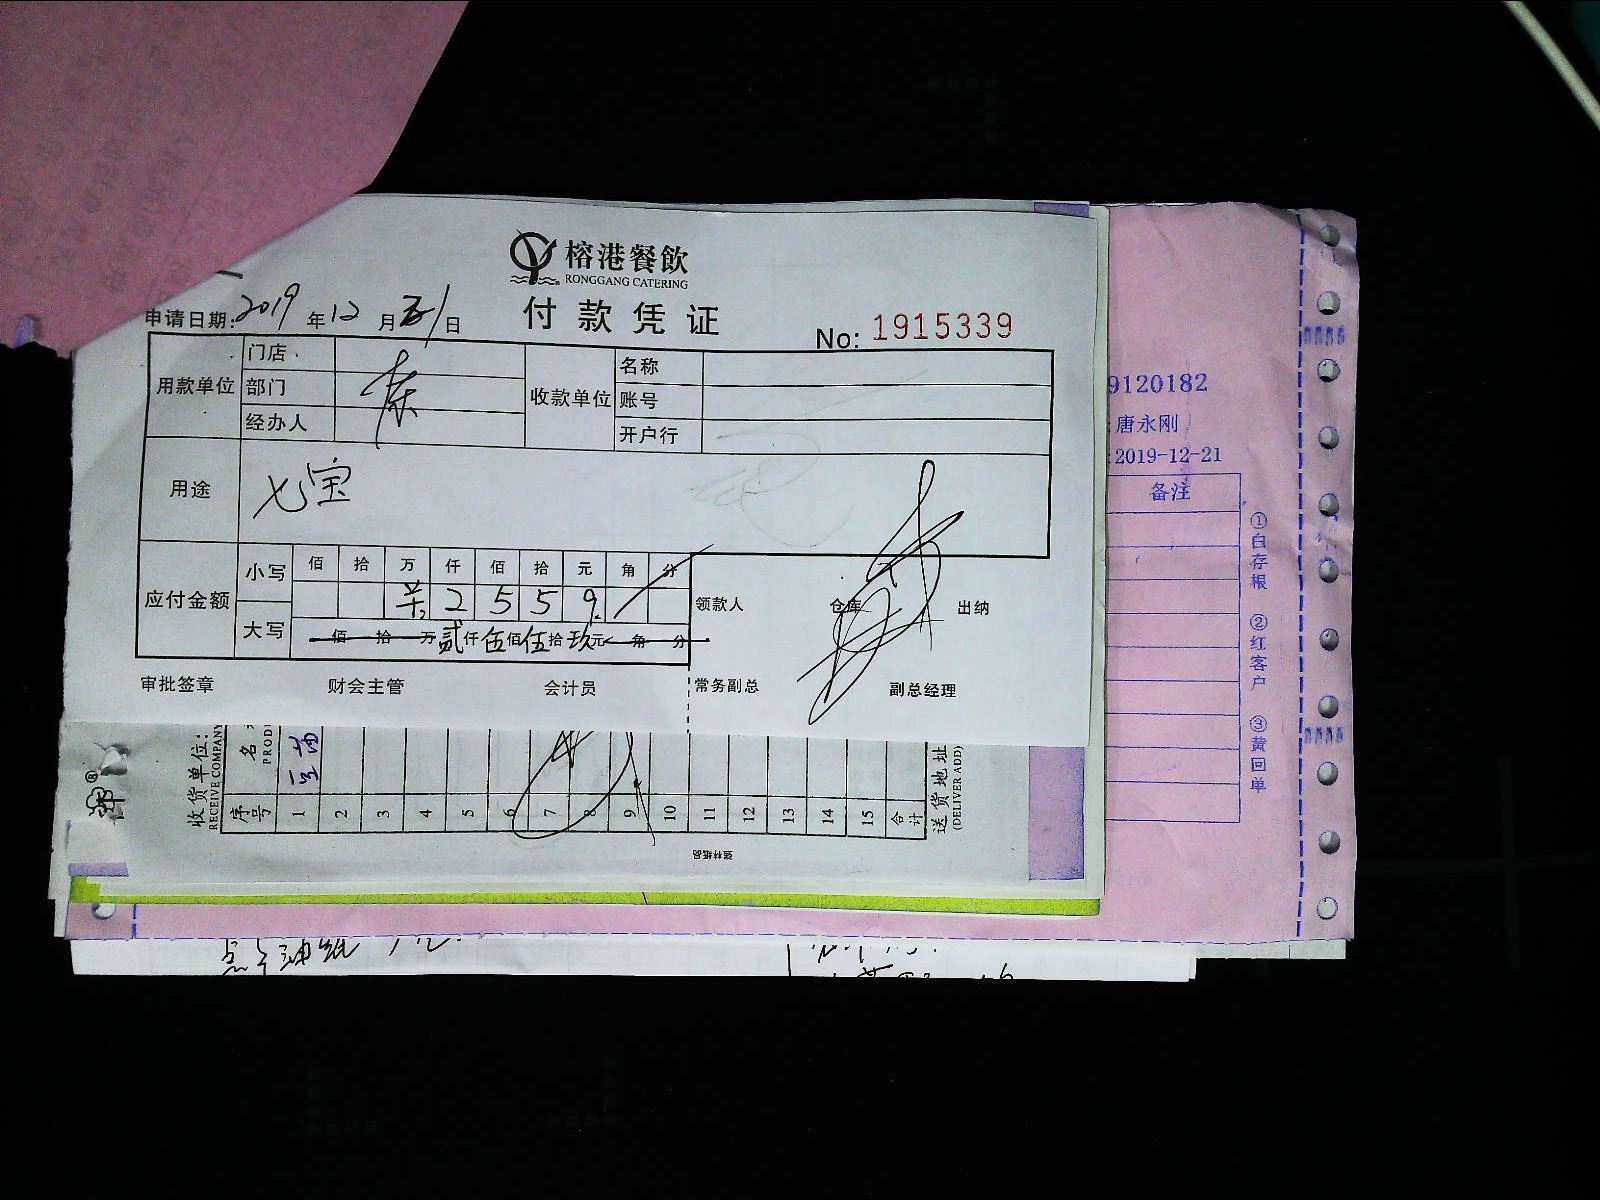 榕港餐飲
RONGGANG CATERING
付款凭证
申请日期: 2019 年 12 月 日
No: 1915339
用款单位
门店
部门
经办人
收款单位
名称
账号
开户行
用途
七宝
应付金额
小写
佰 拾 万 仟 佰 拾 元 角 分
2 5 5 9
大写
佰 拾 万 贰 仟 伍 佰 伍 拾 玖 元 角 分
领款人
仓库
出纳
审批签章
财会主管
会计员
常务副总
副总经理
9120182
唐永刚
2019-12-21
备注
①白存根 ②红客户 ③黄回单
收货单位:
RECEIVE COMPANY
序号
1
2
3
4
5
6
7
8
9
10
11
12
13
14
15
合计
送货地址
(DELIVER ADD)